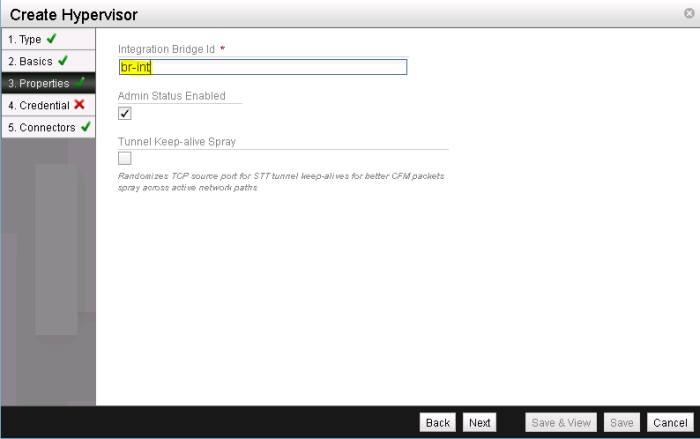 Create Hypervisor
1. Type
2. Basics
3. Properties
4. Credential
5. Connectors
Integration Bridge Id *
br-int
Admin Status Enabled
Tunnel Keep-alive Spray
Randomizes TCP source port for STT tunnel keep-alives for better CFM packets
spray across active network paths
Back Next Save & View Save Cancel